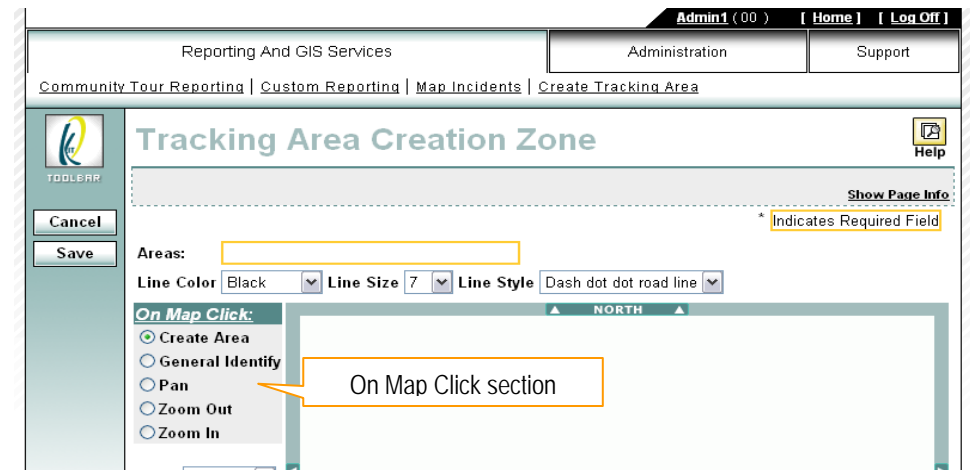 Admin1 ( 00 ) [ Home ] [ Log Off ]
Reporting And GIS Services Administration Support
Community Tour Reporting | Custom Reporting | Map Incidents | Create Tracking Area
Tracking Area Creation Zone
Help
TOOLBAR
Show Page Info
* Indicates Required Field
Cancel
Save
Areas:
Line Color Black Line Size 7 Line Style Dash dot dot road line
On Map Click:
NORTH
Create Area
General Identify
Pan
Zoom Out
Zoom In
On Map Click section